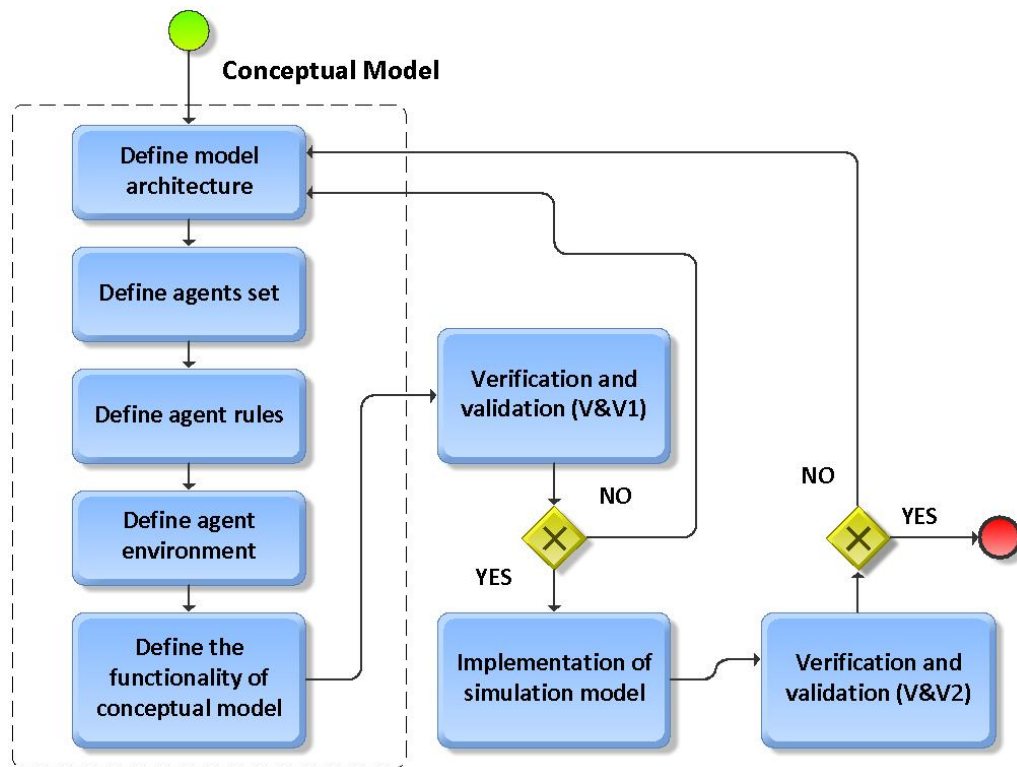 Conceptual Model
Define model
architecture
Define agents set
Define agent rules
Define agent
environment
Define the
functionality of
conceptual model
Verification and
validation (V&V1)
NO
YES
Implementation of
simulation model
Verification and
validation (V&V2)
NO
YES